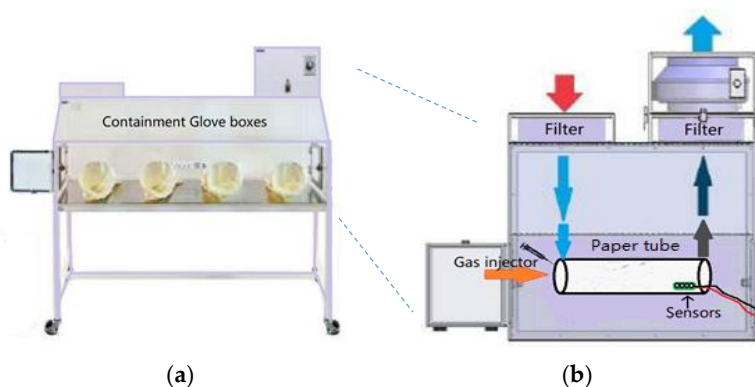 Containment Glove boxes
Filter
Filter
Paper tube
Gas injector
Sensors
(a)
(b)